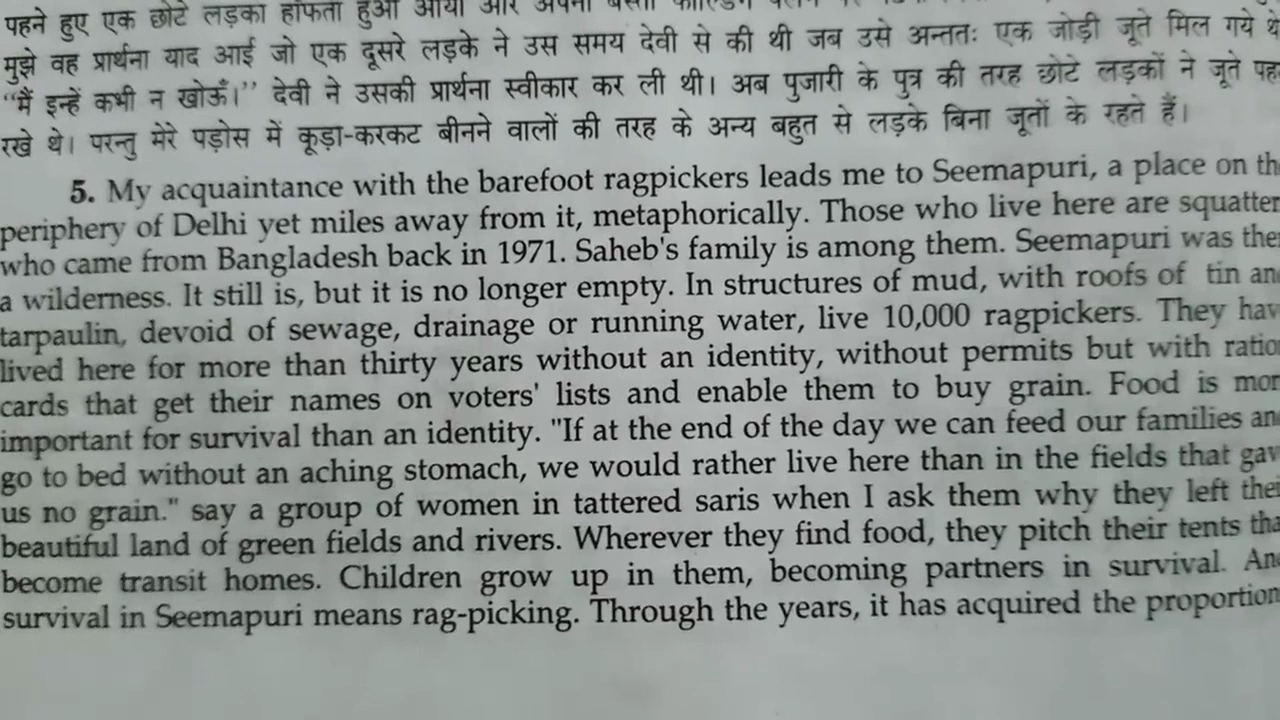 पहने हुए एक छोटे लड़का हाँफता हुआ आया और अपना बस्ता
मुझे वह प्रार्थना याद आई जो एक दूसरे लड़के ने उस समय देवी से की थी जब उसे अन्ततः एक जोड़ी जूते मिल गये थे
“मैं इन्हें कभी न खोऊँ।” देवी ने उसकी प्रार्थना स्वीकार कर ली थी। अब पुजारी के पुत्र की तरह छोटे लड़कों ने जूते पह
रखे थे। परन्तु मेरे पड़ोस में कूड़ा-करकट बीनने वालों की तरह के अन्य बहुत से लड़के बिना जूतों के रहते हैं।
5. My acquaintance with the barefoot ragpickers leads me to Seemapuri, a place on th
periphery of Delhi yet miles away from it, metaphorically. Those who live here are squatter
who came from Bangladesh back in 1971. Saheb's family is among them. Seemapuri was the
a wilderness. It still is, but it is no longer empty. In structures of mud, with roofs of tin an
tarpaulin, devoid of sewage, drainage or running water, live 10,000 ragpickers. They hav
lived here for more than thirty years without an identity, without permits but with ratio
cards that get their names on voters' lists and enable them to buy grain. Food is mor
important for survival than an identity. "If at the end of the day we can feed our families an
go to bed without an aching stomach, we would rather live here than in the fields that gav
us no grain." say a group of women in tattered saris when I ask them why they left thei
beautiful land of green fields and rivers. Wherever they find food, they pitch their tents tha
become transit homes. Children grow up in them, becoming partners in survival. An
survival in Seemapuri means rag-picking. Through the years, it has acquired the proportion